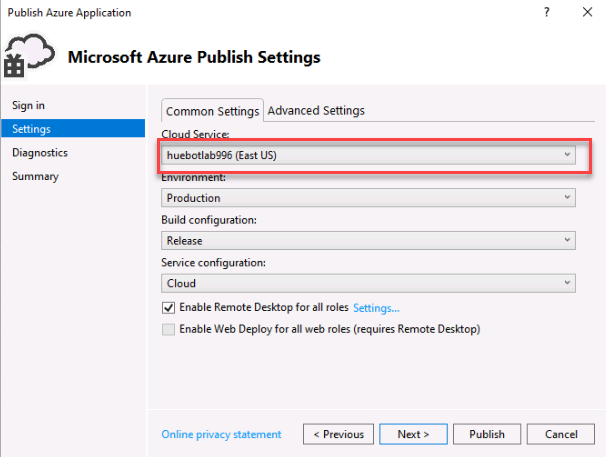 Publish Azure Application
?
Microsoft Azure Publish Settings
Sign in
Settings
Diagnostics
Summary
Common Settings
Advanced Settings
Cloud Service:
huebotlab996 (East US)
Environment:
Production
Build configuration:
Release
Service configuration:
Cloud
Enable Remote Desktop for all roles Settings...
Enable Web Deploy for all web roles (requires Remote Desktop)
Online privacy statement
< Previous
Next >
Publish
Cancel